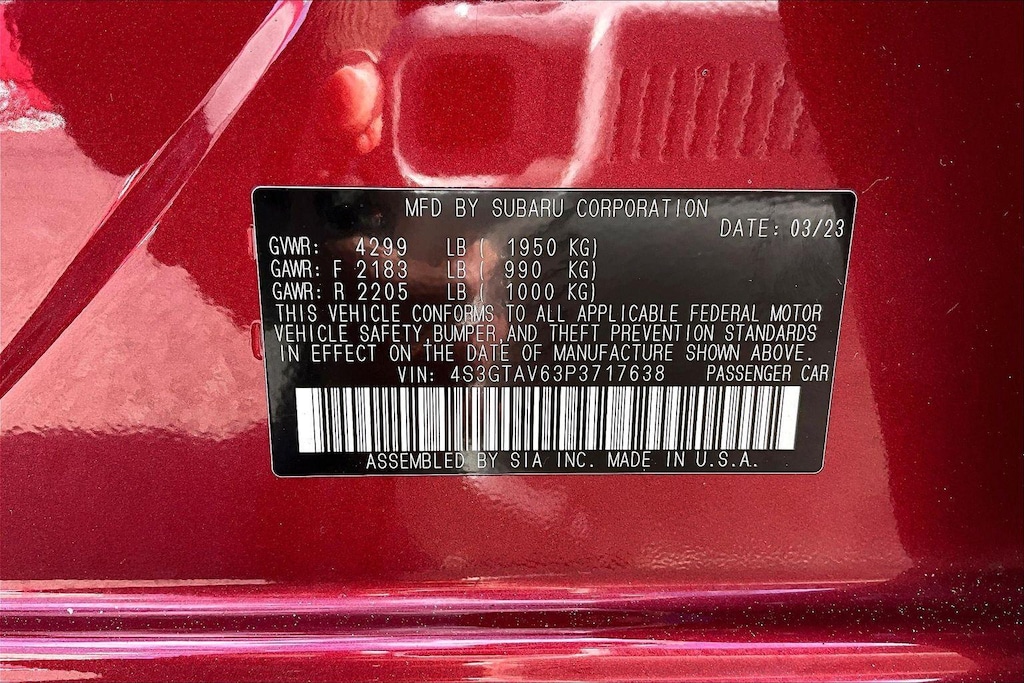 MFD BY SUBARU CORPORATION
DATE: 03/23
GVWR: 4299 LB ( 1950 KG)
GAWR: F 2183 LB ( 990 KG)
GAWR: R 2205 LB ( 1000 KG)
THIS VEHICLE CONFORMS TO ALL APPLICABLE FEDERAL MOTOR
VEHICLE SAFETY,BUMPER,AND THEFT PREVENTION STANDARDS
IN EFFECT ON THE DATE OF MANUFACTURE SHOWN ABOVE.
VIN: 4S3GTAV63P3717638 PASSENGER CAR
ASSEMBLED BY SIA INC. MADE IN U.S.A.